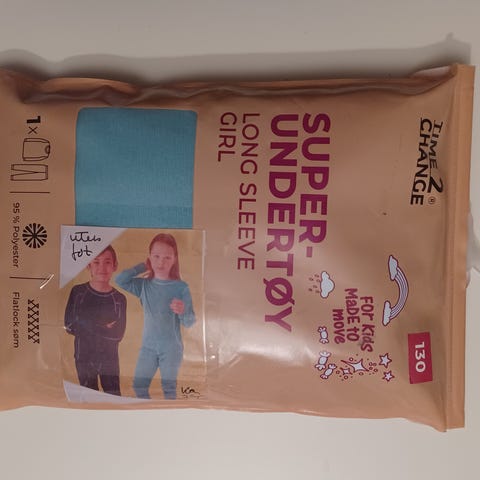 TIME 2
CHANGE®
SUPER-
UNDERTØY
LONG SLEEVE
GIRL
FOR KIDS
MADE TO
move
130
1 x
95 % Polyester
Flatlock søm
uten